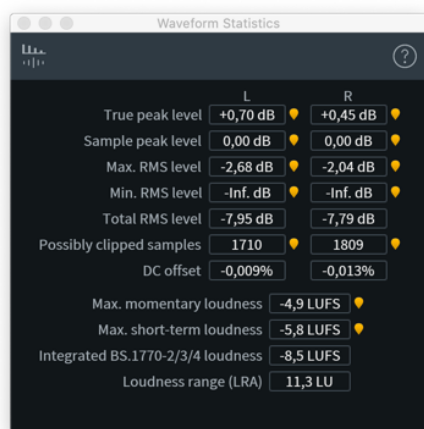 Waveform Statistics
?
L R
True peak level +0,70 dB +0,45 dB
Sample peak level 0,00 dB 0,00 dB
Max. RMS level -2,68 dB -2,04 dB
Min. RMS level -Inf. dB -Inf. dB
Total RMS level -7,95 dB -7,79 dB
Possibly clipped samples 1710 1809
DC offset -0,009% -0,013%
Max. momentary loudness -4,9 LUFS
Max. short-term loudness -5,8 LUFS
Integrated BS.1770-2/3/4 loudness -8,5 LUFS
Loudness range (LRA) 11,3 LU